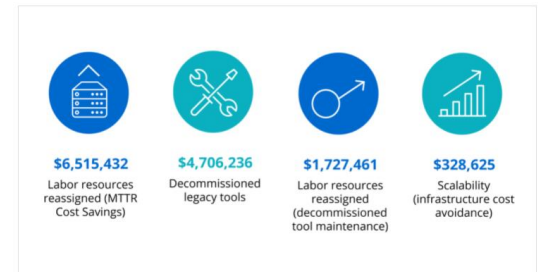 $6,515,432
Labor resources
reassigned (MTTR
Cost Savings)
$4,706,236
Decommissioned
legacy tools
$1,727,461
Labor resources
reassigned
(decommissioned
tool maintenance)
$328,625
Scalability
(infrastructure cost
avoidance)